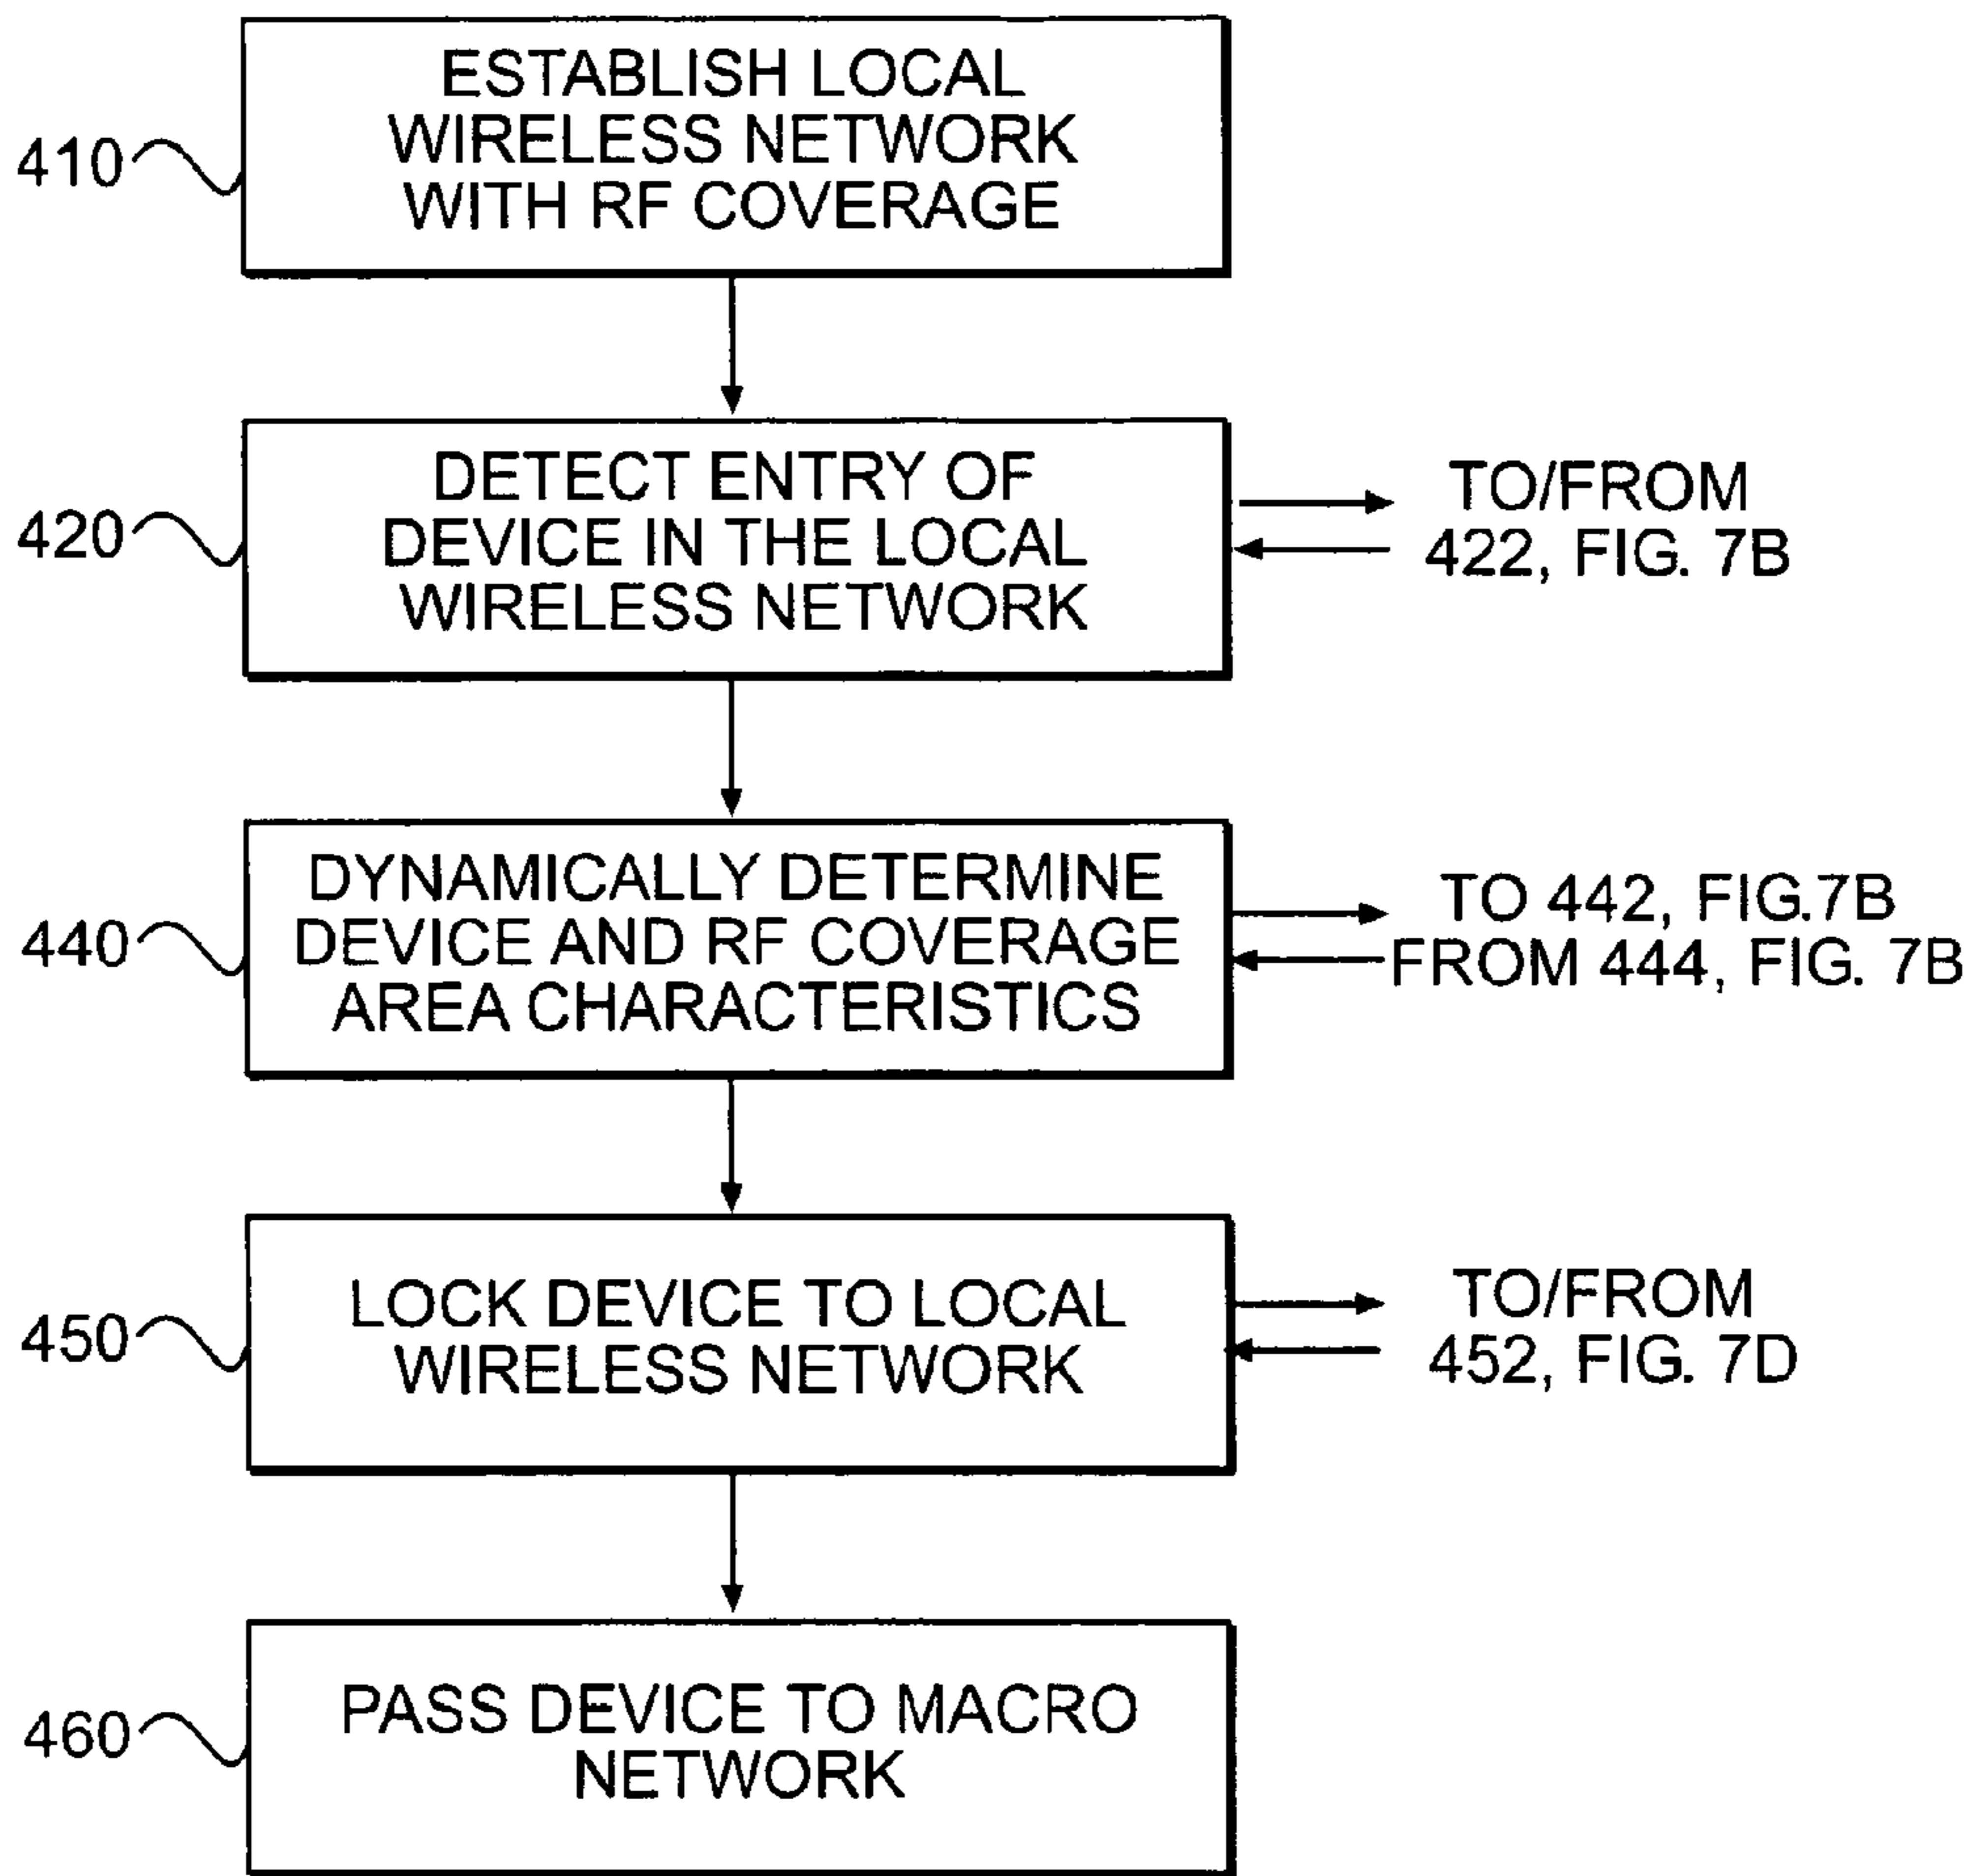 ESTABLISH LOCAL
WIRELESS NETWORK
WITH RF COVERAGE
410
DETECT ENTRY OF
DEVICE IN THE LOCAL
WIRELESS NETWORK
420
TO/FROM
422, FIG. 7B
DYNAMICALLY DETERMINE
DEVICE AND RF COVERAGE
AREA CHARACTERISTICS
440
TO 442, FIG.7B
FROM 444, FIG. 7B
LOCK DEVICE TO LOCAL
WIRELESS NETWORK
450
TO/FROM
452, FIG. 7D
PASS DEVICE TO MACRO
NETWORK
460